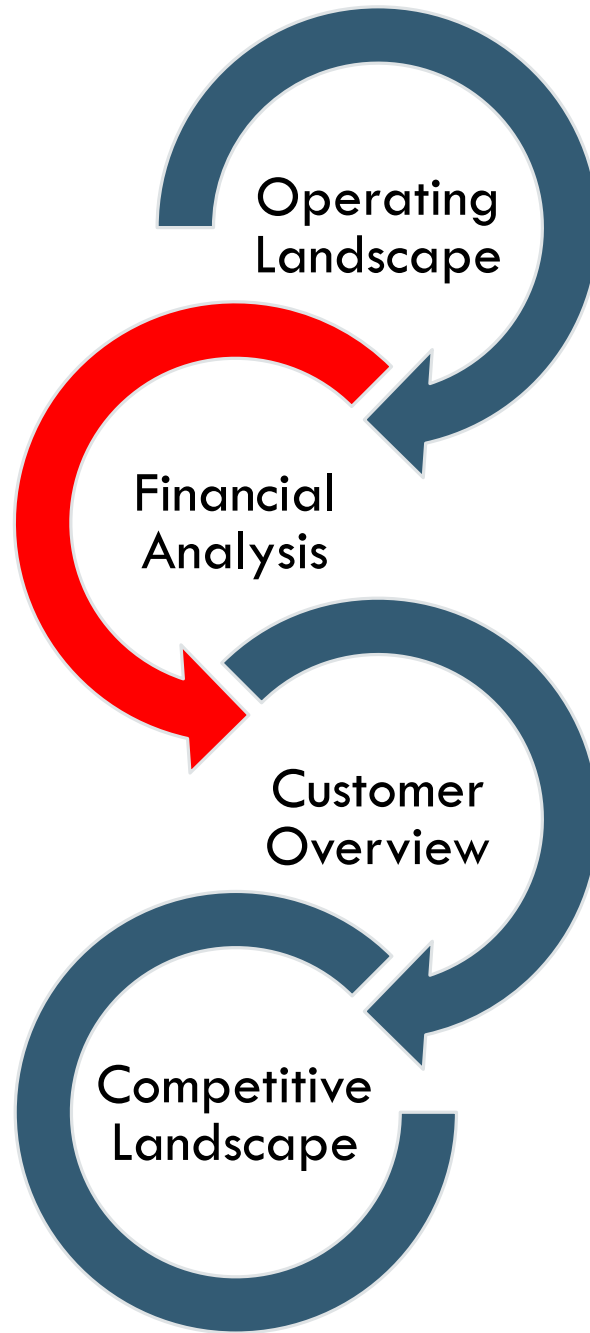 Operating
Landscape
Financial
Analysis
Customer
Overview
Competitive
Landscape